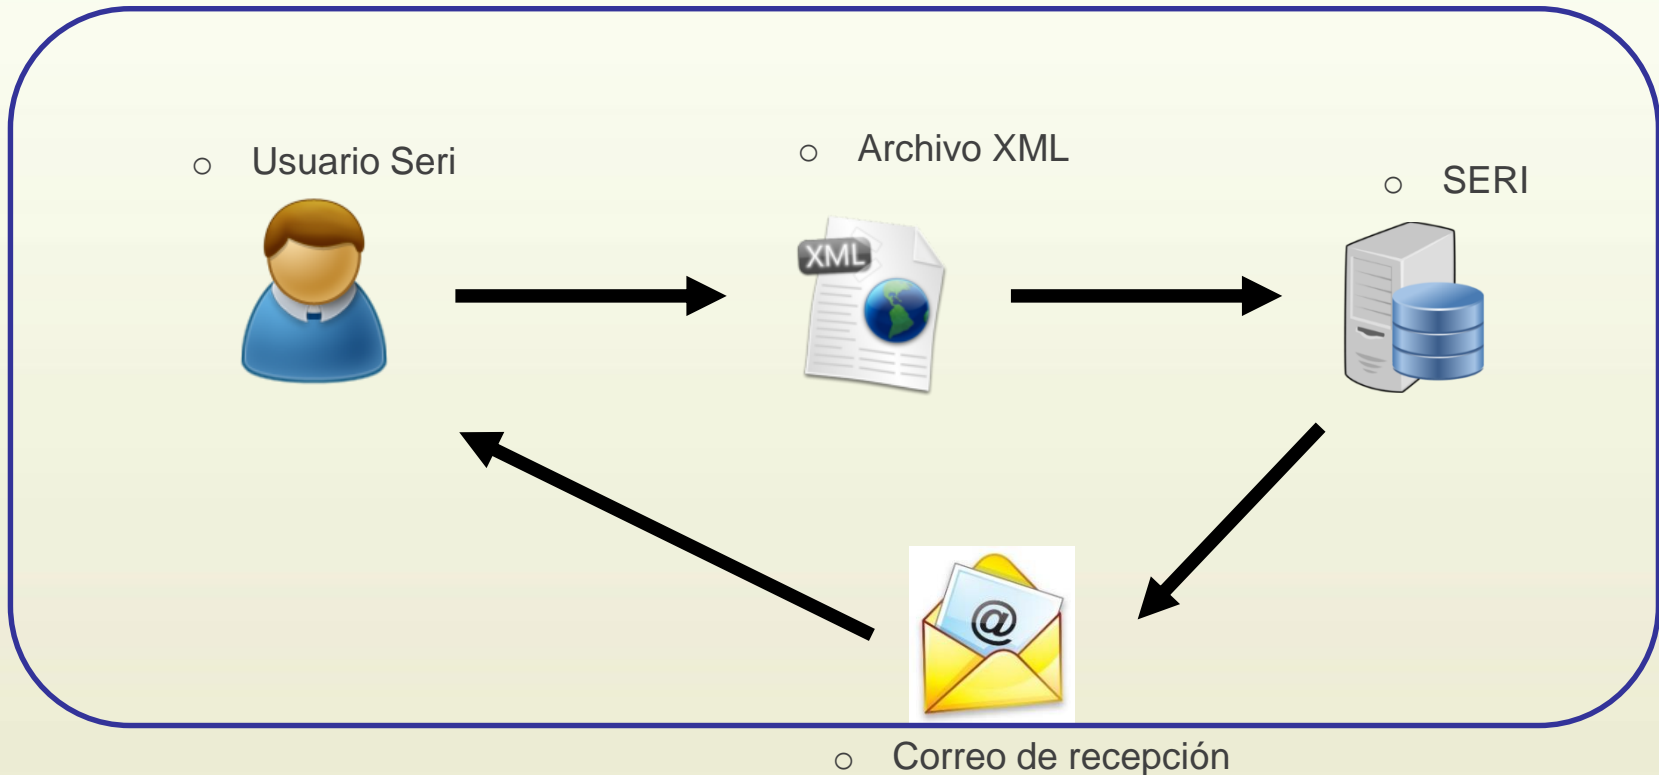 ○ Usuario Seri
○ Archivo XML
○ SERI
XML
@
○ Correo de recepción